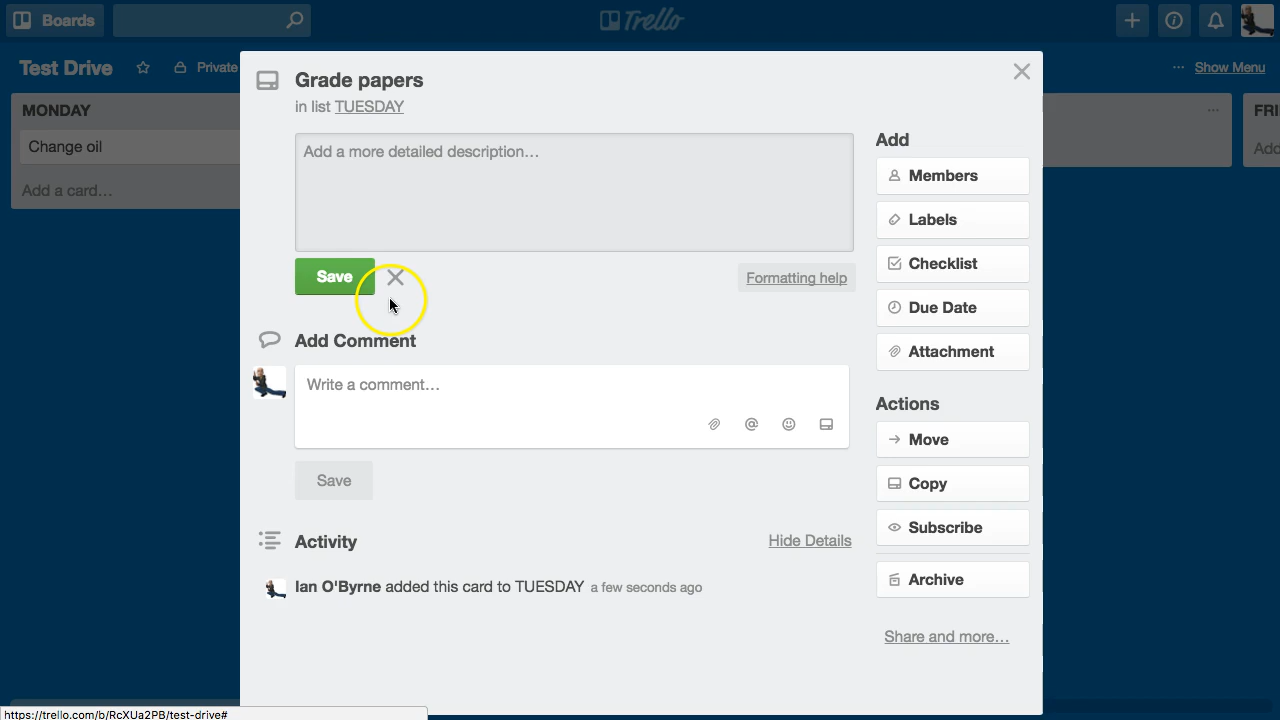 Boards
Trello
Test Drive
Private
... Show Menu
MONDAY
Change oil
Add a card...
Grade papers
in list TUESDAY
Add a more detailed description...
Save
Formatting help
Add Comment
Write a comment...
@
Save
Activity
Hide Details
Ian O'Byrne added this card to TUESDAY a few seconds ago
Add
Members
Labels
Checklist
Due Date
Attachment
Actions
Move
Copy
Subscribe
Archive
Share and more...
FRI
Add
https://trello.com/b/RcXUa2PB/test-drive#